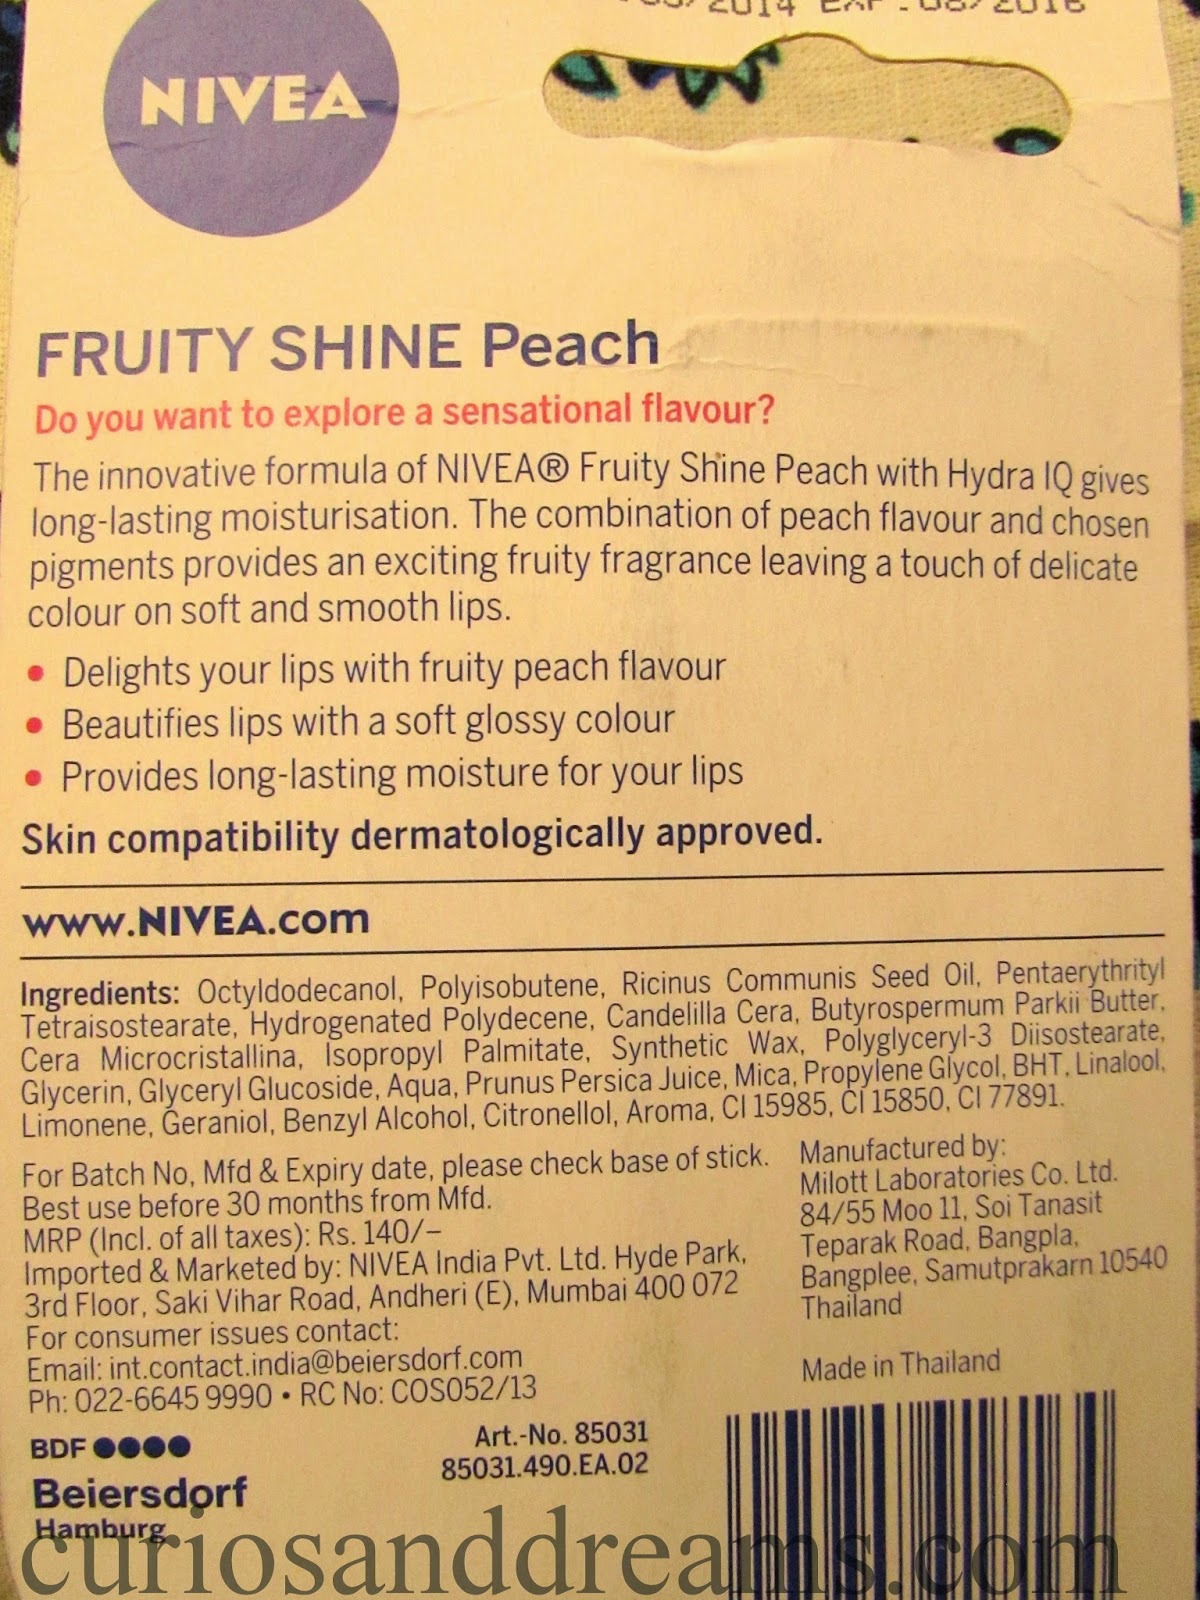 /2014 EXP.:08/2016
NIVEA
FRUITY SHINE Peach
Do you want to explore a sensational flavour?
The innovative formula of NIVEA® Fruity Shine Peach with Hydra IQ gives
long-lasting moisturisation. The combination of peach flavour and chosen
pigments provides an exciting fruity fragrance leaving a touch of delicate
colour on soft and smooth lips.
• Delights your lips with fruity peach flavour
• Beautifies lips with a soft glossy colour
• Provides long-lasting moisture for your lips
Skin compatibility dermatologically approved.
www.NIVEA.com
Ingredients: Octyldodecanol, Polyisobutene, Ricinus Communis Seed Oil, Pentaerythrityl
Tetraisostearate, Hydrogenated Polydecene, Candelilla Cera, Butyrospermum Parkii Butter,
Cera Microcristallina, Isopropyl Palmitate, Synthetic Wax, Polyglyceryl-3 Diisostearate,
Glycerin, Glyceryl Glucoside, Aqua, Prunus Persica Juice, Mica, Propylene Glycol, BHT, Linalool,
Limonene, Geraniol, Benzyl Alcohol, Citronellol, Aroma, CI 15985, CI 15850, CI 77891.
For Batch No, Mfd & Expiry date, please check base of stick.
Best use before 30 months from Mfd.
MRP (Incl. of all taxes): Rs. 140/–
Imported & Marketed by: NIVEA India Pvt. Ltd. Hyde Park,
3rd Floor, Saki Vihar Road, Andheri (E), Mumbai 400 072
For consumer issues contact:
Email: int.contact.india@beiersdorf.com
Ph: 022-6645 9990 • RC No: COS052/13
Manufactured by:
Milott Laboratories Co. Ltd.
84/55 Moo 11, Soi Tanasit
Teparak Road, Bangpla,
Bangplee, Samutprakarn 10540
Thailand
Made in Thailand
BDF ●●●●
Beiersdorf
Hamburg
Art.-No. 85031
85031.490.EA.02
curiosanddreams.com